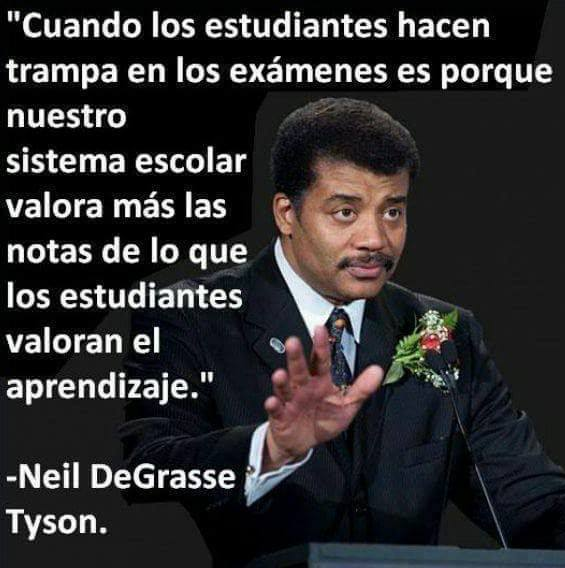 "Cuando los estudiantes hacen
trampa en los exámenes es porque
nuestro
sistema escolar
valora más las
notas de lo que
los estudiantes
valoran el
aprendizaje."
-Neil DeGrasse
Tyson.